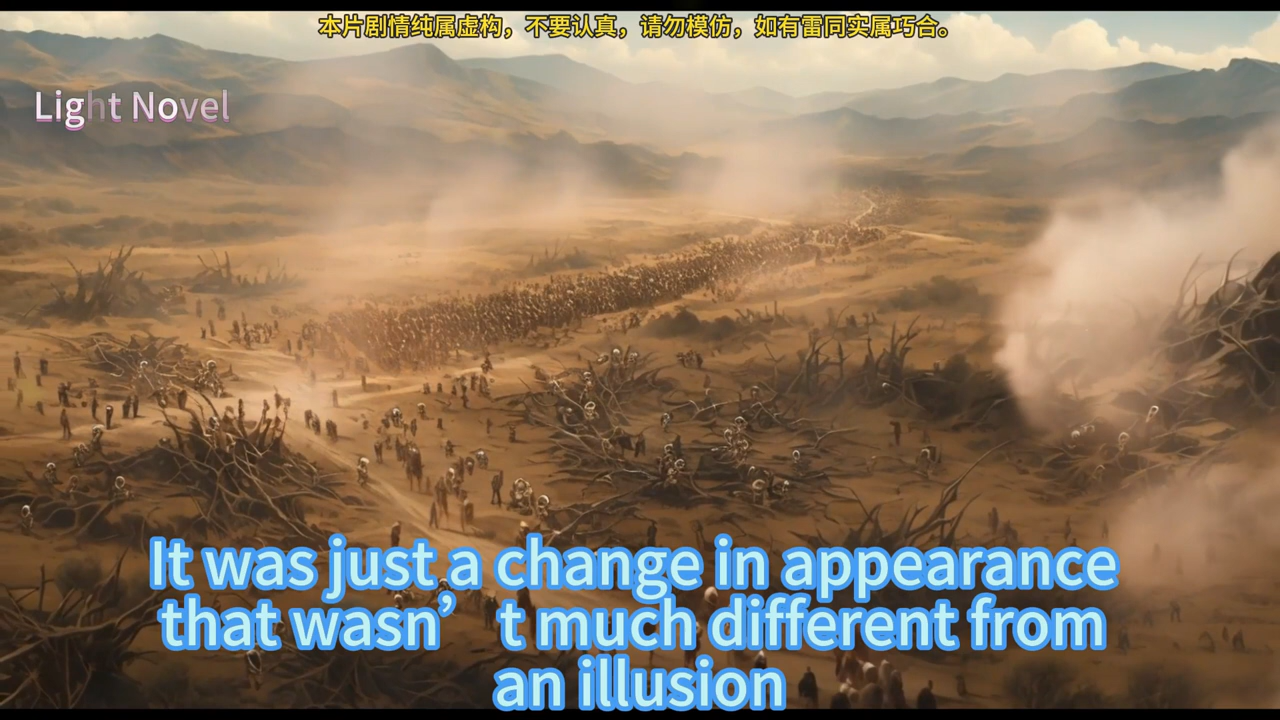 本片剧情纯属虚构，不要认真，请勿模仿，如有雷同实属巧合。
Light Novel
It was just a change in appearance
that wasn’ t much different from
an illusion